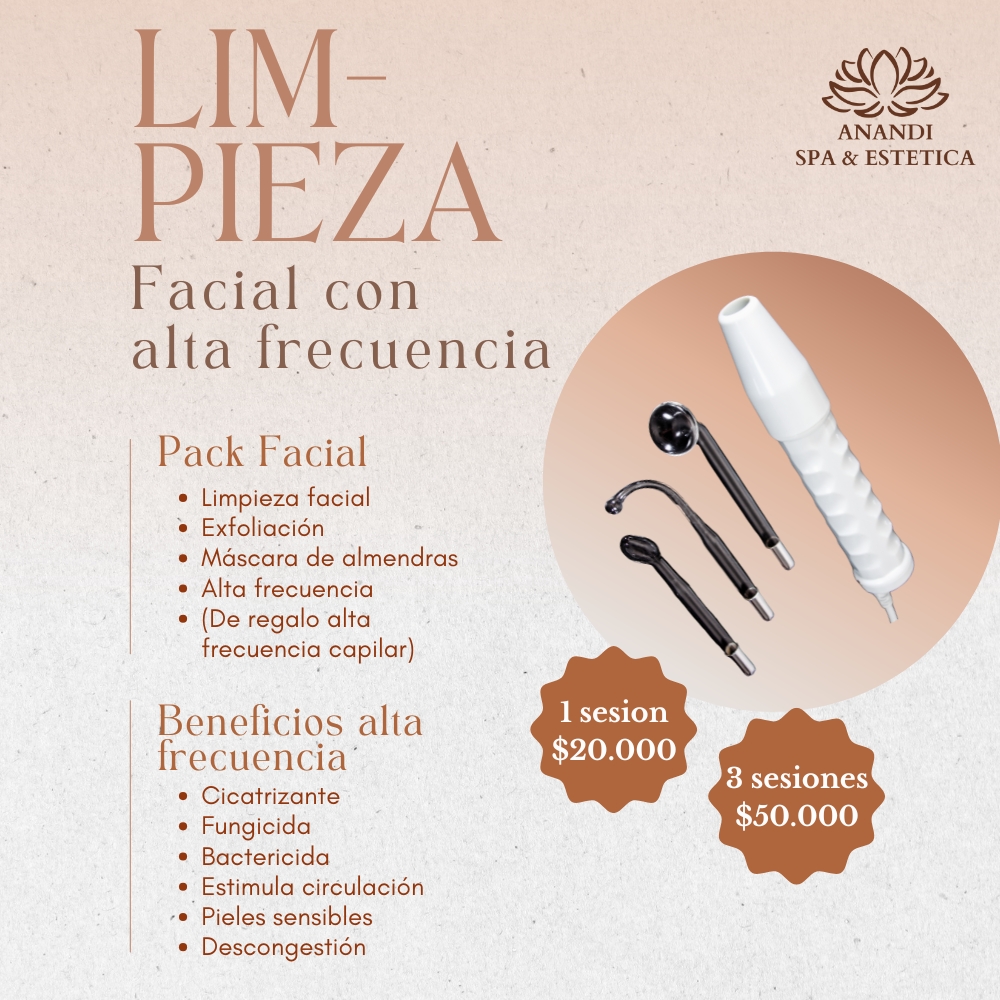 LIM-
PIEZA
Facial con
alta frecuencia
ANANDI
SPA & ESTETICA
Pack Facial
• Limpieza facial
• Exfoliación
• Máscara de almendras
• Alta frecuencia
• (De regalo alta
frecuencia capilar)
Beneficios alta
frecuencia
• Cicatrizante
• Fungicida
• Bactericida
• Estimula circulación
• Pieles sensibles
• Descongestión
1 sesion
$20.000
3 sesiones
$50.000